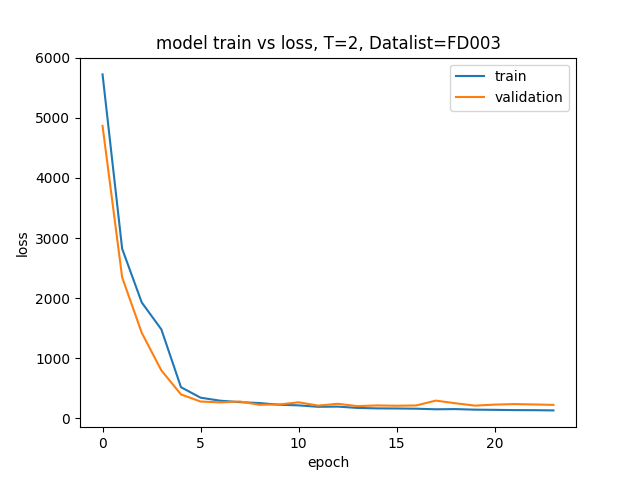 model train vs loss, T=2, Datalist=FD003
train
validation
6000
5000
4000
3000
2000
1000
0
loss
0 5 10 15 20
epoch